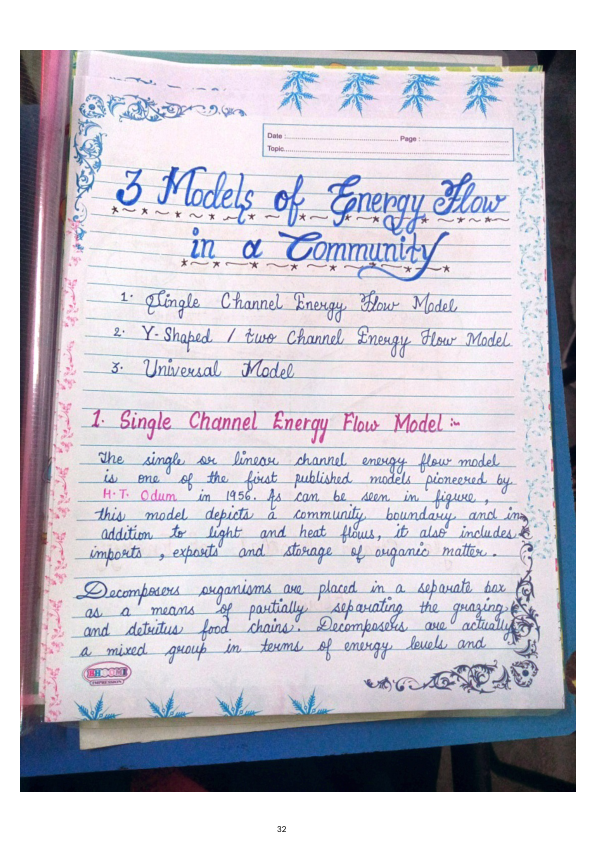 Date :........................................ Page : ..............................
Topic.................................................................................
3 Models of Energy Flow
in a Community
1. Single Channel Energy Flow Model
2. Y-Shaped / two Channel Energy Flow Model
3. Universal Model
1. Single Channel Energy Flow Model :-
The single or linear channel energy flow model
is one of the first published models pioneered by
H.T. Odum in 1956. As can be seen in figure,
this model depicts a community boundary and in
addition to light and heat flows, it also includes
imports, exports and storage of organic matter.
Decomposers organisms are placed in a separate box
as a means of partially separating the grazing
and detritus food chains. Decomposers are actually
a mixed group in terms of energy levels and
32